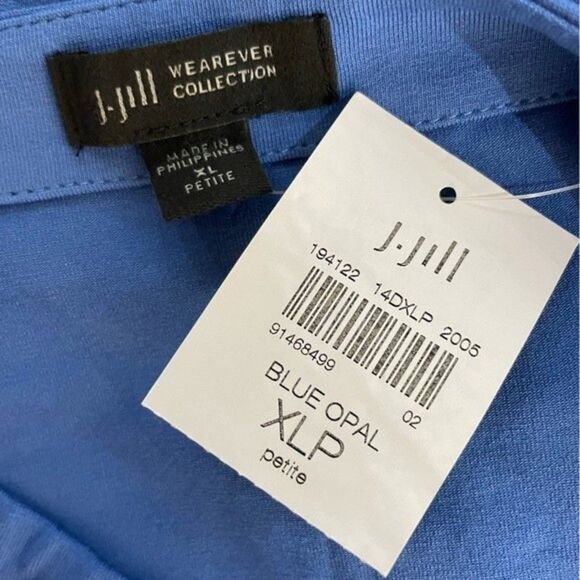 J.Jill WEAREVER
COLLECTION
MADE IN
PHILIPPINES
XL
PETITE
J.Jill
194122 14DXLP 2005
91468499 02
BLUE OPAL
XLP
petite